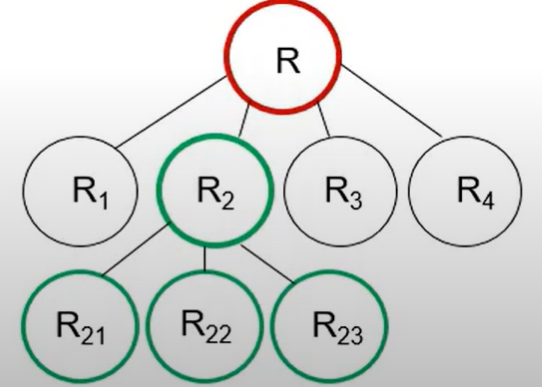 R
R₁ R₂ R₃ R₄
R₂₁ R₂₂ R₂₃